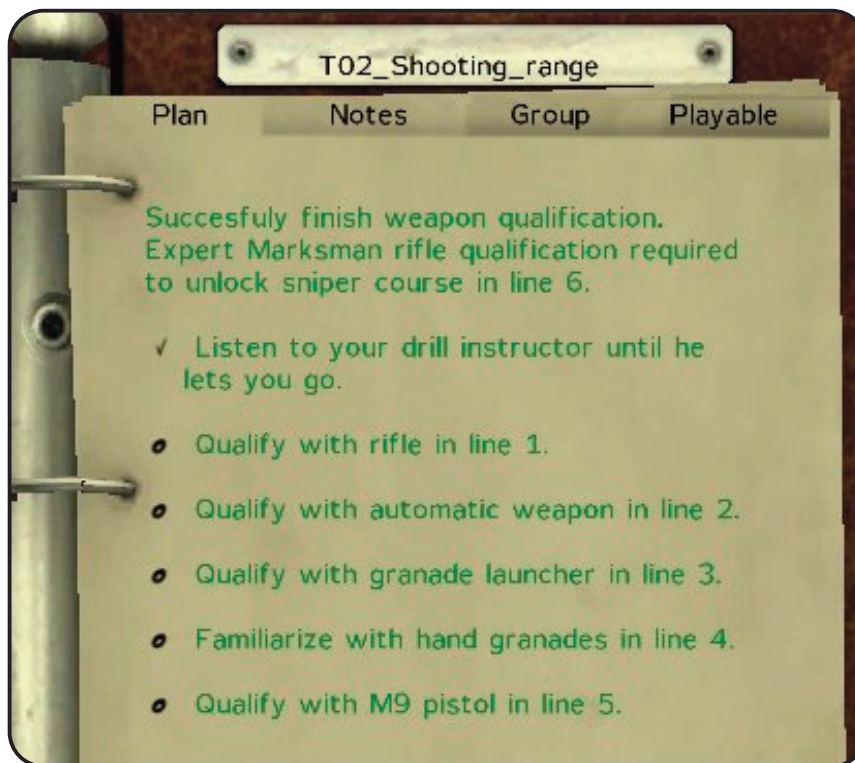 T02_Shooting_range
Plan Notes Group Playable
Succesfuly finish weapon qualification.
Expert Marksman rifle qualification required
to unlock sniper course in line 6.
✓ Listen to your drill instructor until he
lets you go.
Qualify with rifle in line 1.
Qualify with automatic weapon in line 2.
Qualify with granade launcher in line 3.
Familiarize with hand granades in line 4.
Qualify with M9 pistol in line 5.